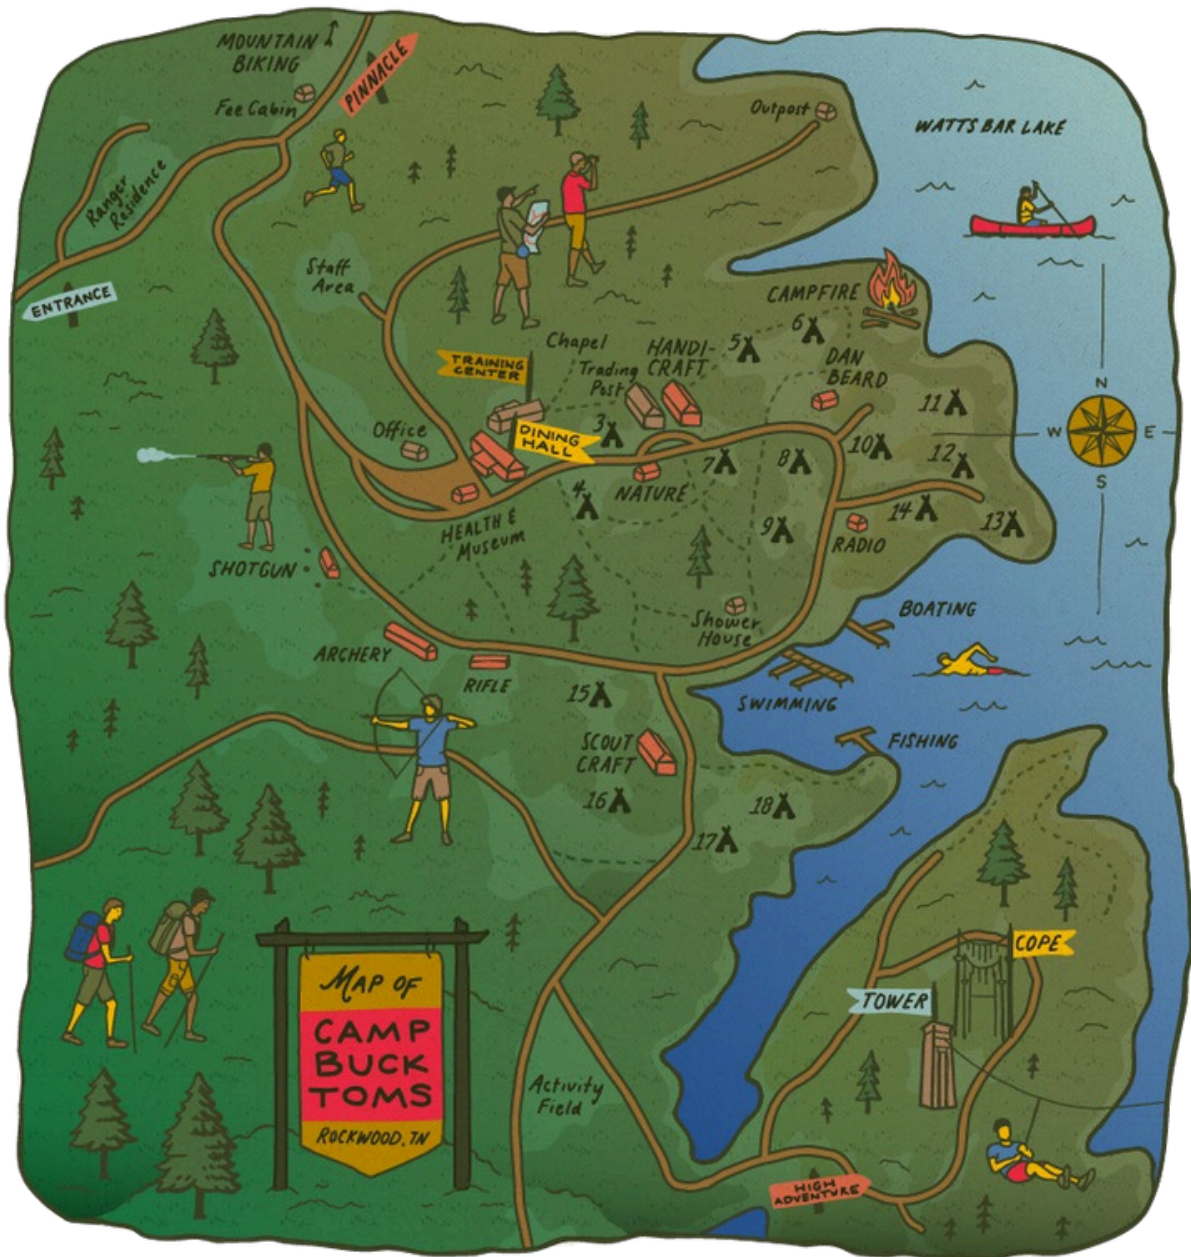 MOUNTAIN
BIKING
PINNACLE
Fee Cabin
Outpost
WATTS BAR LAKE
Ranger
Residence
Staff
Area
ENTRANCE
CAMPFIRE
6
5
Chapel
HANDI-
CRAFT
TRAINING
CENTER
Trading
Post
DAN
BEARD
N
W
E
S
11
3
Office
DINING
HALL
10
12
7
8
4
NATURE
14
13
HEALTH &
Museum
9
RADIO
SHOTGUN
BOATING
Shower
House
ARCHERY
RIFLE
15
SWIMMING
SCOUT
CRAFT
FISHING
16
18
17
COPE
TOWER
MAP OF
CAMP
BUCK
TOMS
ROCKWOOD, TN
Activity
Field
HIGH
ADVENTURE